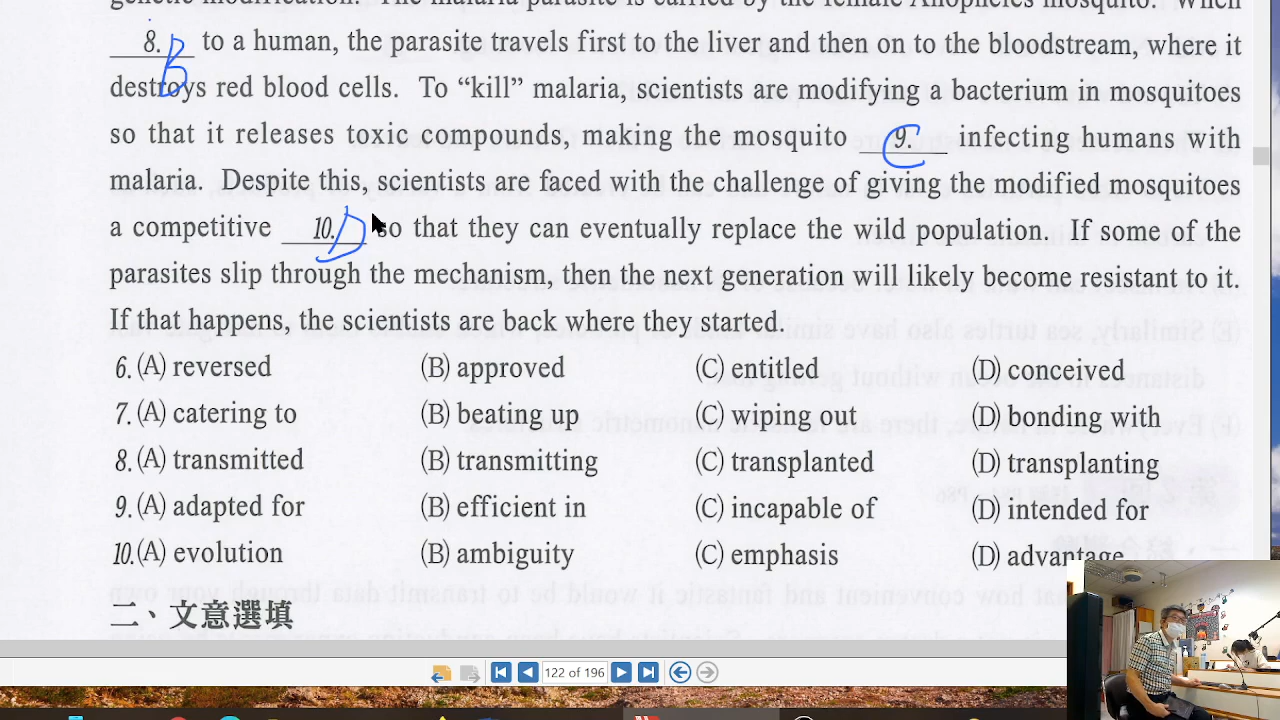 genetic modification. The malaria parasite is carried by the female Anopheles mosquito. When
8. B to a human, the parasite travels first to the liver and then on to the bloodstream, where it
destroys red blood cells. To “kill” malaria, scientists are modifying a bacterium in mosquitoes
so that it releases toxic compounds, making the mosquito 9. C infecting humans with
malaria. Despite this, scientists are faced with the challenge of giving the modified mosquitoes
a competitive 10. D so that they can eventually replace the wild population. If some of the
parasites slip through the mechanism, then the next generation will likely become resistant to it.
If that happens, the scientists are back where they started.
6. (A) reversed (B) approved (C) entitled (D) conceived
7. (A) catering to (B) beating up (C) wiping out (D) bonding with
8. (A) transmitted (B) transmitting (C) transplanted (D) transplanting
9. (A) adapted for (B) efficient in (C) incapable of (D) intended for
10. (A) evolution (B) ambiguity (C) emphasis (D) advantage
二、文意選填
122 of 196